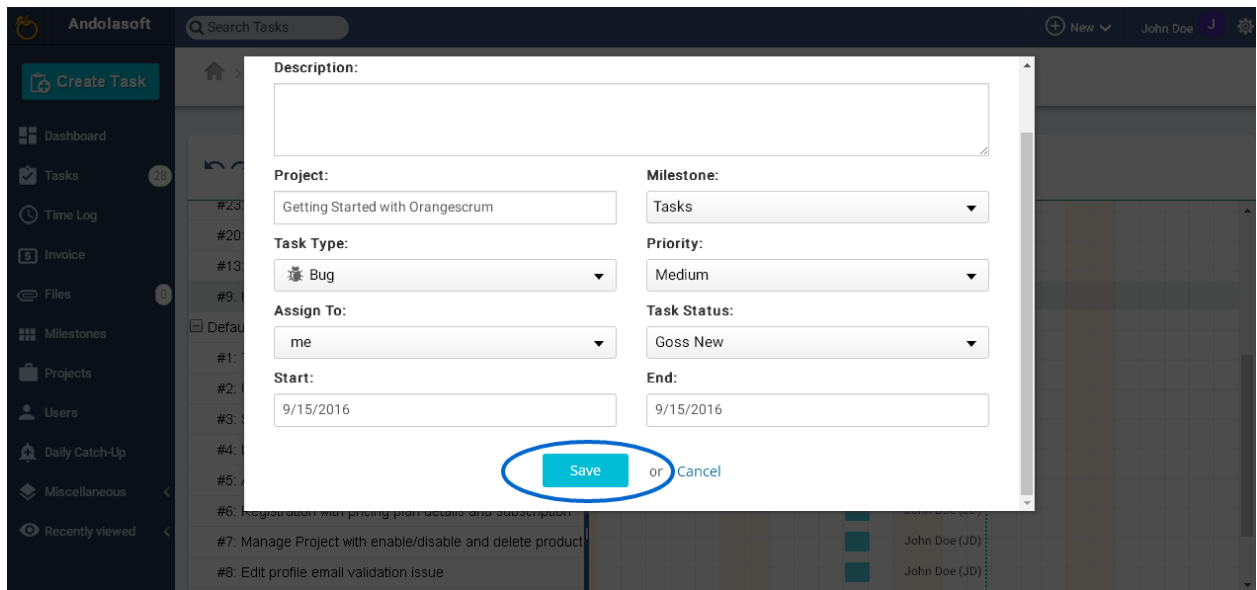 Andolasoft
Search Tasks
New
John Doe J
Create Task
Dashboard
Tasks 28
Time Log
Invoice
Files 0
Milestones
Projects
Users
Daily Catch-Up
Miscellaneous
Recently viewed
Description:
Project: Milestone:
Getting Started with Orangescrum Tasks
Task Type: Priority:
Bug Medium
Assign To: Task Status:
me Goss New
Start: End:
9/15/2016 9/15/2016
Save or Cancel
#23:
#20:
#13:
#9:
Defau
#1:
#2:
#3:
#4:
#5:
#6: Registration with pricing plan details and subscription John Doe (JD)
#7: Manage Project with enable/disable and delete product John Doe (JD)
#8: Edit profile email validation issue John Doe (JD)